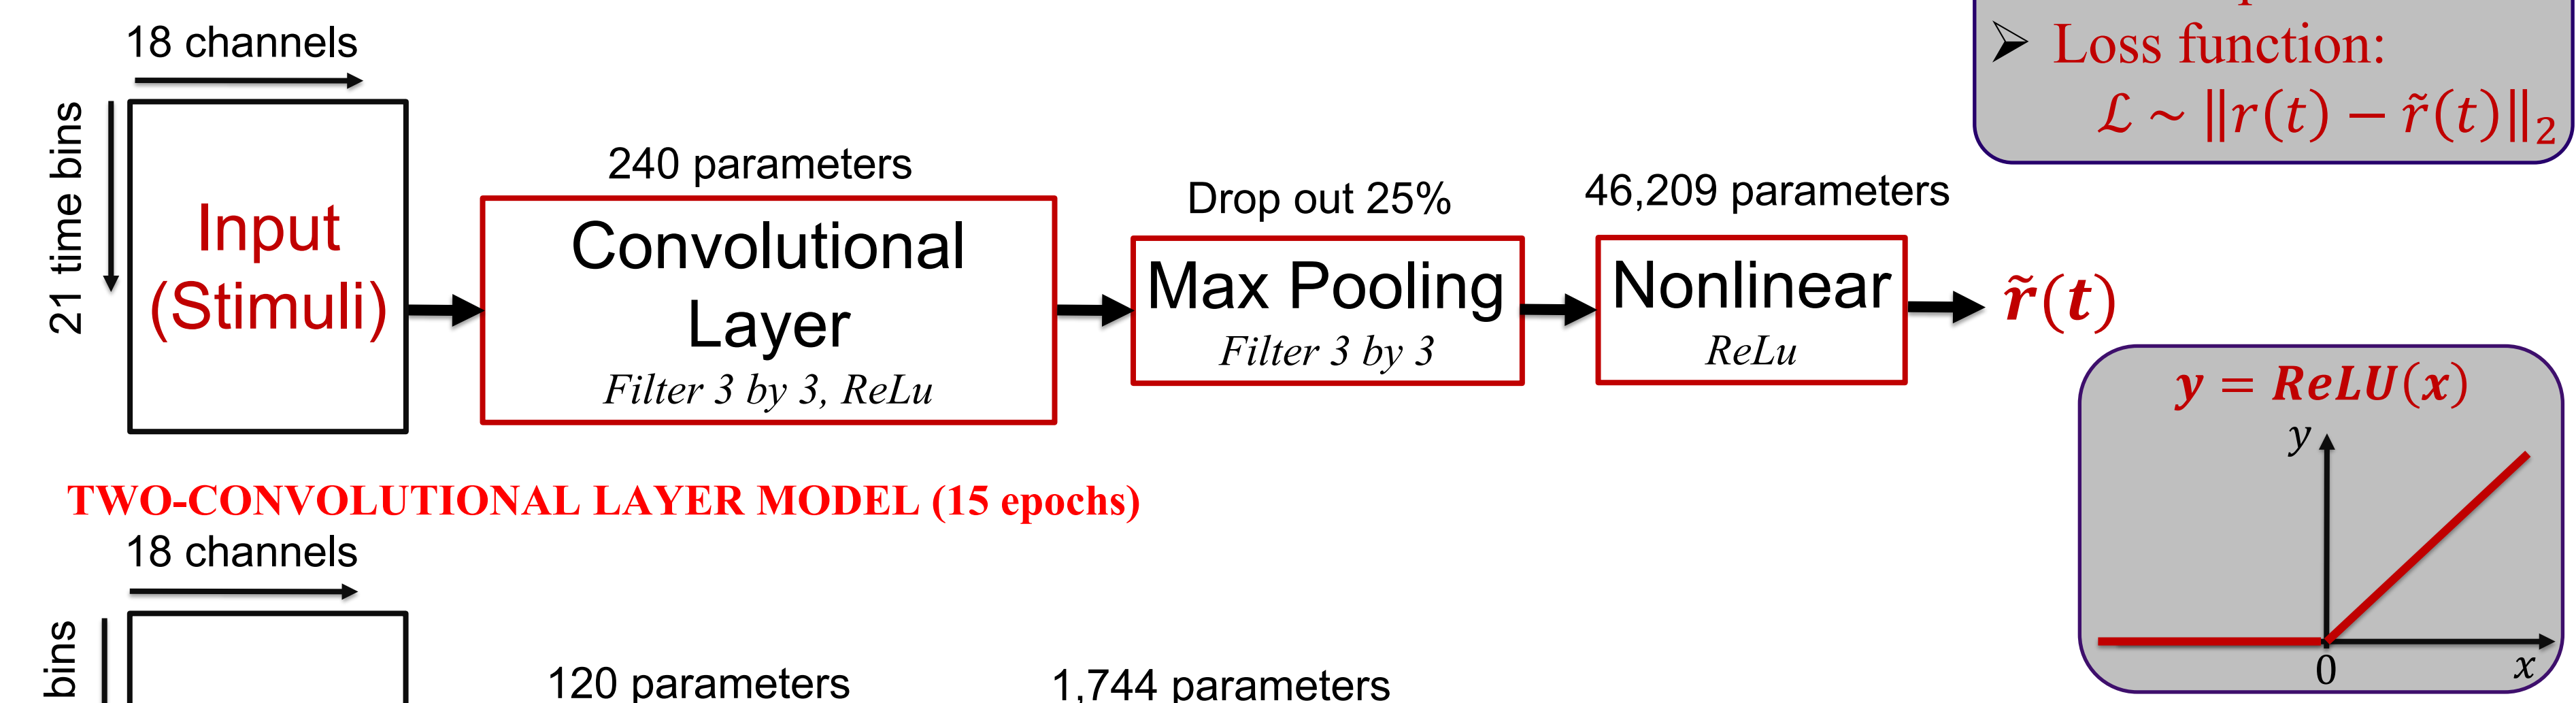 18 channels
21 time bins
Input
(Stimuli)
240 parameters
Convolutional
Layer
Filter 3 by 3, ReLu
Drop out 25%
Max Pooling
Filter 3 by 3
46,209 parameters
Nonlinear
ReLu
r̃(t)
➢ Loss function:
ℒ ~ ‖r(t) − r̃(t)‖₂
y = ReLU(x)
y
0
x
TWO-CONVOLUTIONAL LAYER MODEL (15 epochs)
18 channels
bins
120 parameters
1,744 parameters